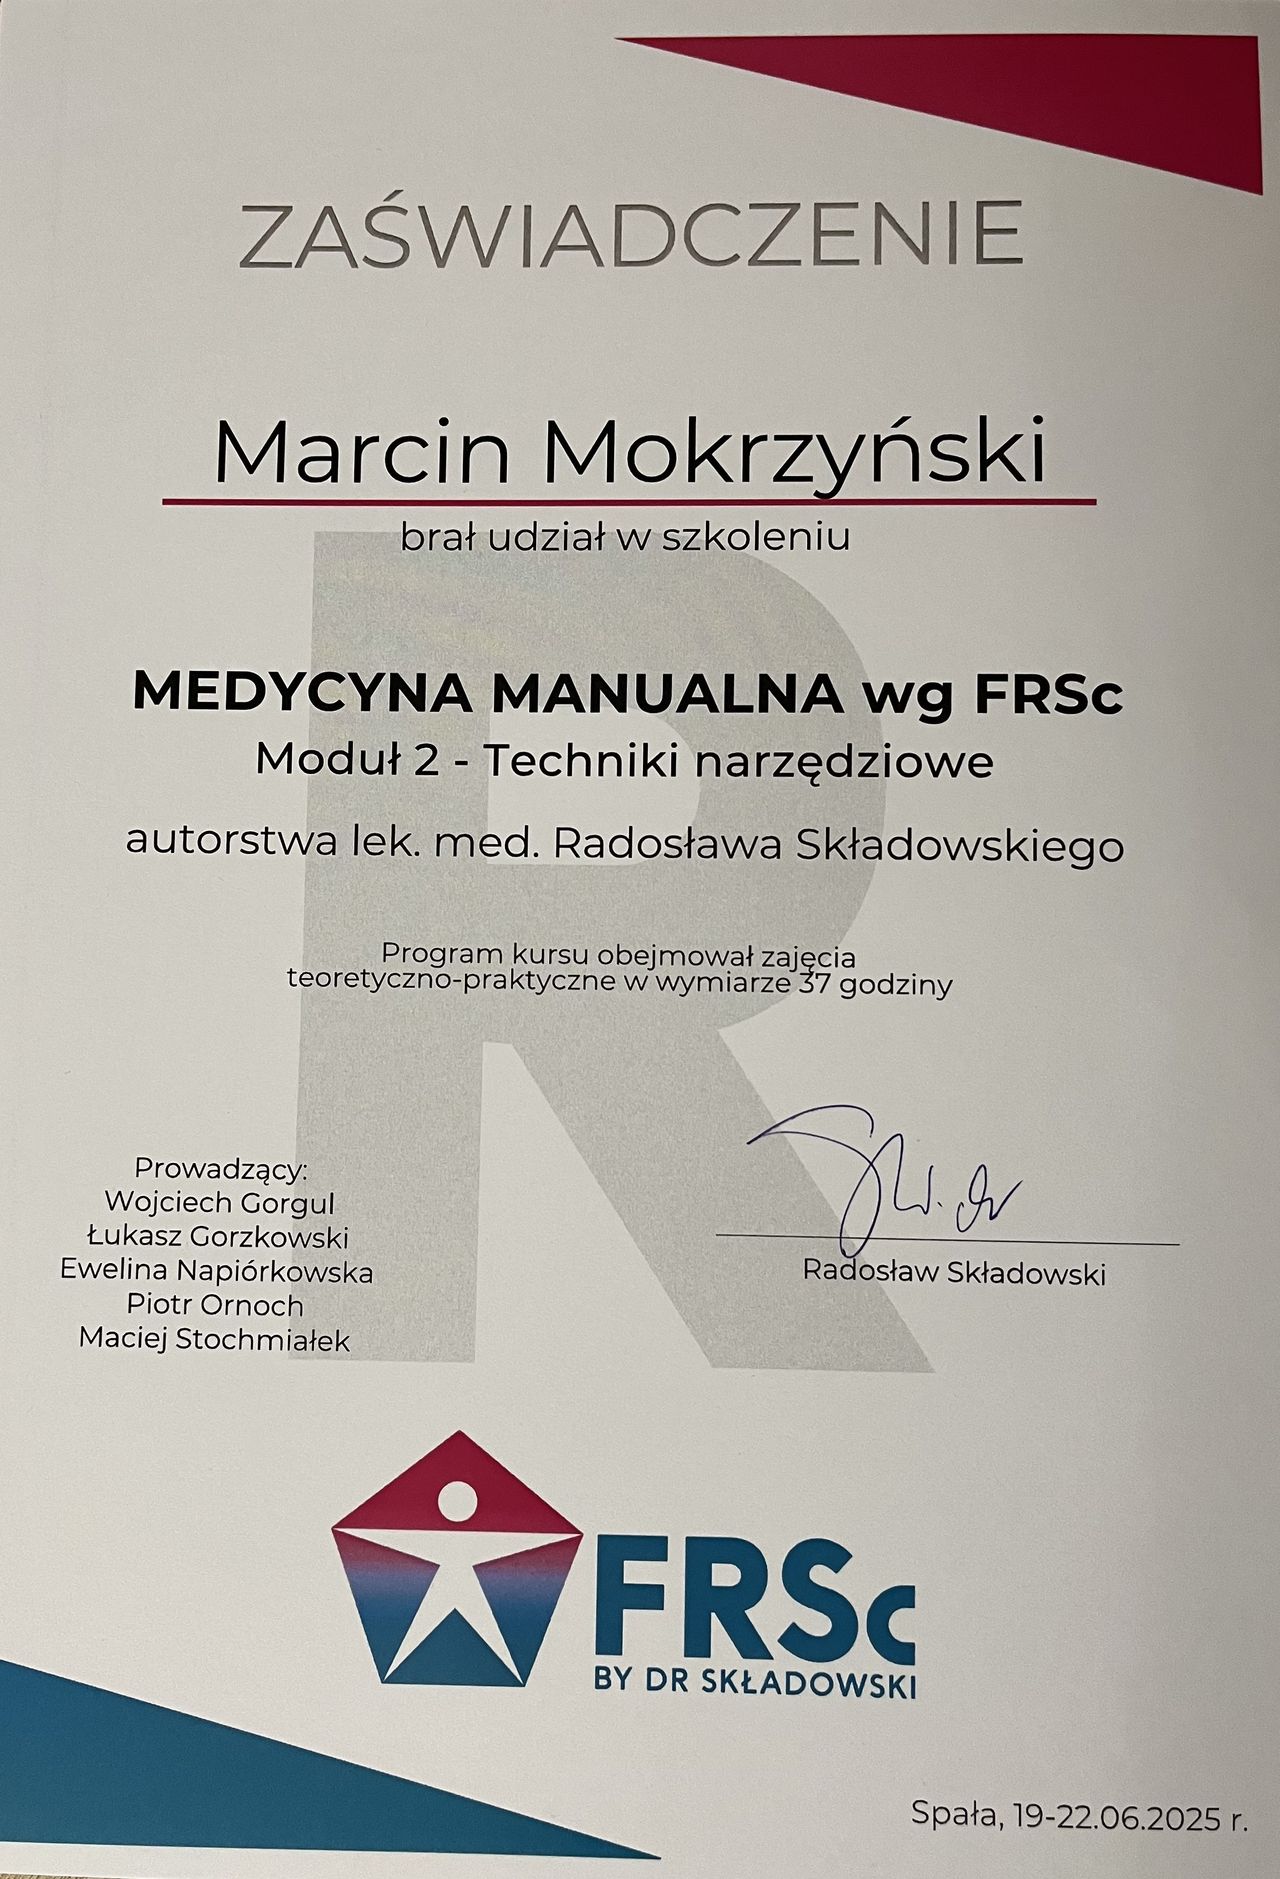 ZAŚWIADCZENIE
Marcin Mokrzyński
brał udział w szkoleniu
MEDYCYNA MANUALNA wg FRSc
Moduł 2 - Techniki narzędziowe
autorstwa lek. med. Radosława Składowskiego
Program kursu obejmował zajęcia
teoretyczno-praktyczne w wymiarze 37 godziny
Prowadzący:
Wojciech Gorgul
Łukasz Gorzkowski
Ewelina Napiórkowska
Piotr Ornoch
Maciej Stochmiałek
Radosław Składowski
FRSc
BY DR SKŁADOWSKI
Spała, 19-22.06.2025 r.